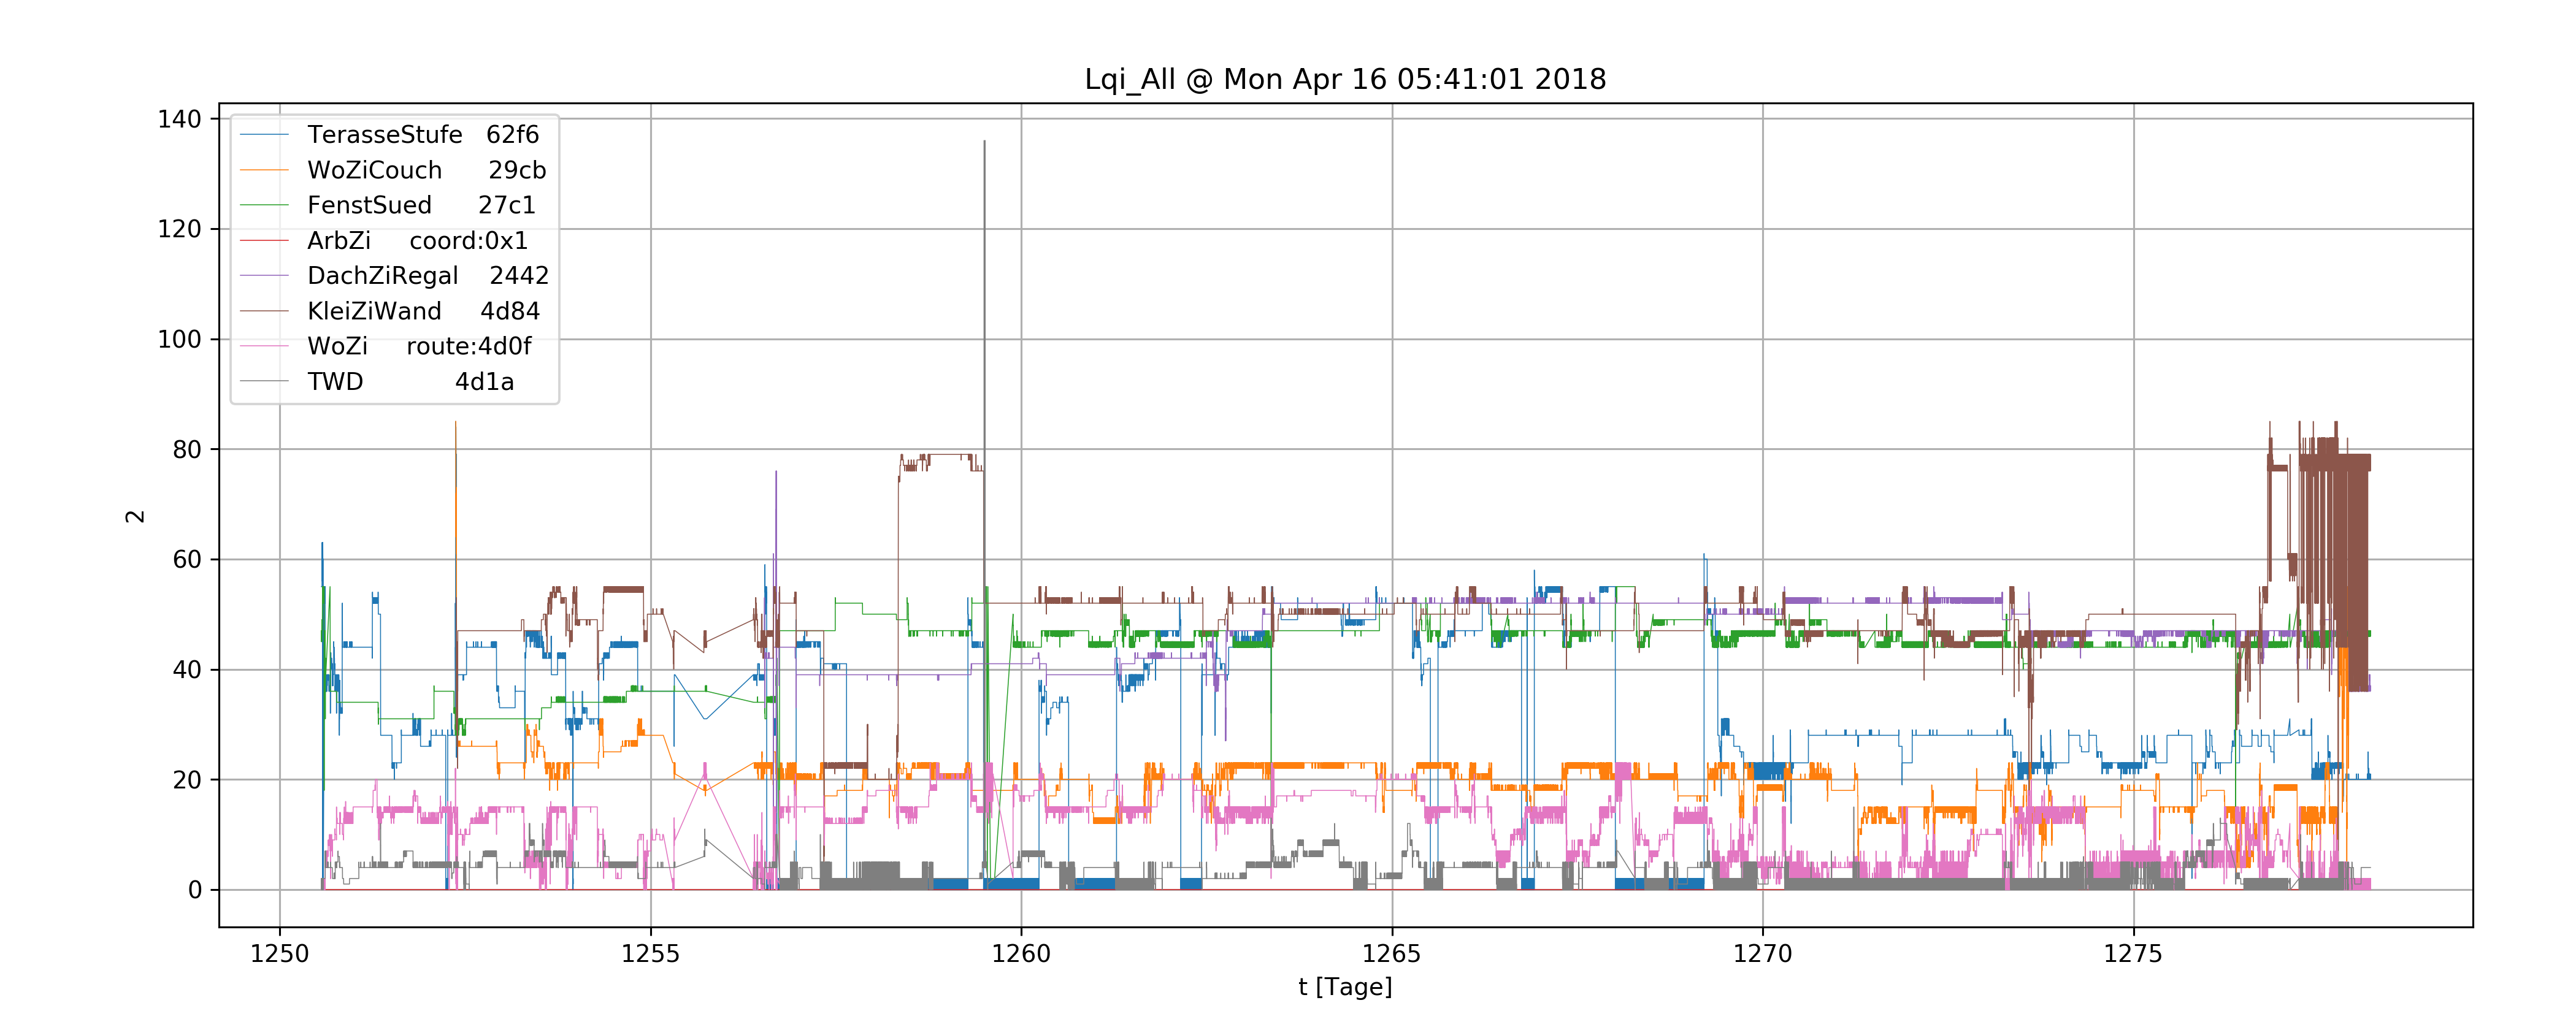 Lqi_All @ Mon Apr 16 05:41:01 2018
140
120
100
80
60
40
20
0
2
TerasseStufe 62f6
WoZiCouch 29cb
FenstSued 27c1
ArbZi coord:0x1
DachZiRegal 2442
KleiZiWand 4d84
WoZi route:4d0f
TWD 4d1a
1250 1255 1260 1265 1270 1275
t [Tage]